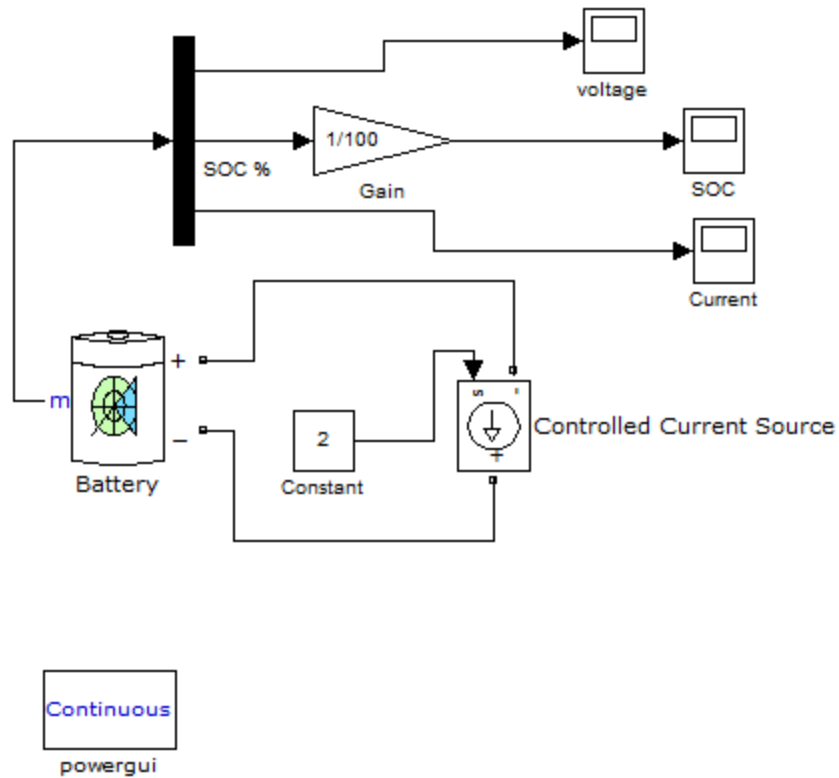 voltage
1/100
SOC %
Gain
SOC
Current
+
m
s
-
2
Controlled Current Source
+
–
Battery
Constant
Continuous
powergui